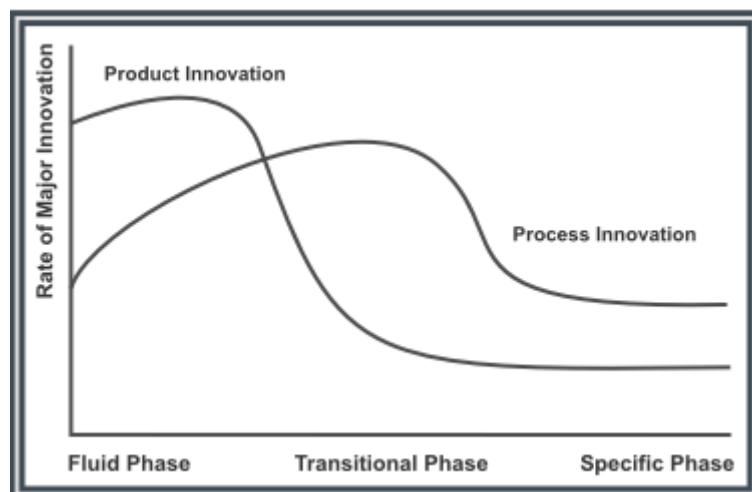 Product Innovation
Rate of Major Innovation
Process Innovation
Fluid Phase Transitional Phase Specific Phase